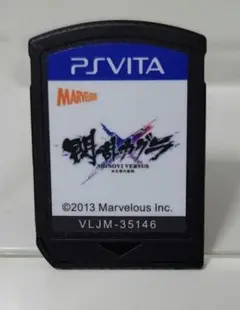 PSVITA
MARVELOUS
閃乱カグラ
SHINOVI VERSUS
©2013 Marvelous Inc.
VLJM-35146